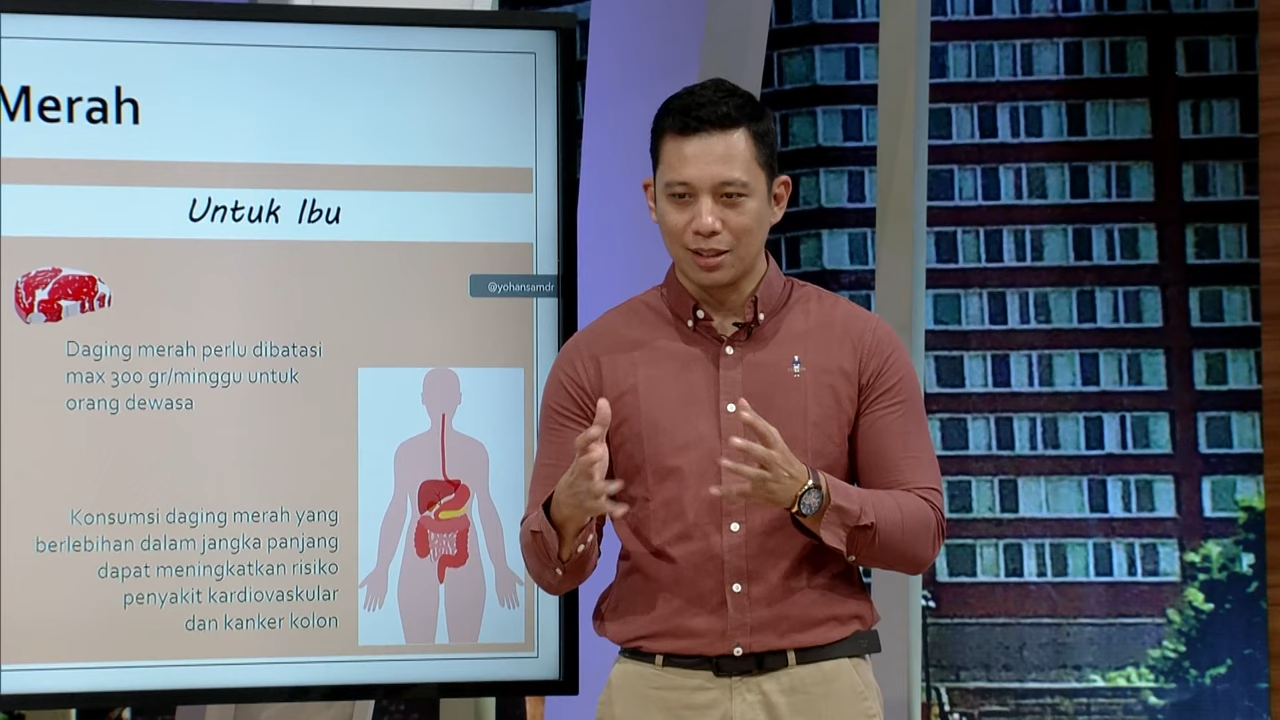 Merah
Untuk Ibu
@yohansamdr
Daging merah perlu dibatasi
max 300 gr/minggu untuk
orang dewasa
Konsumsi daging merah yang
berlebihan dalam jangka panjang
dapat meningkatkan risiko
penyakit kardiovaskular
dan kanker kolon